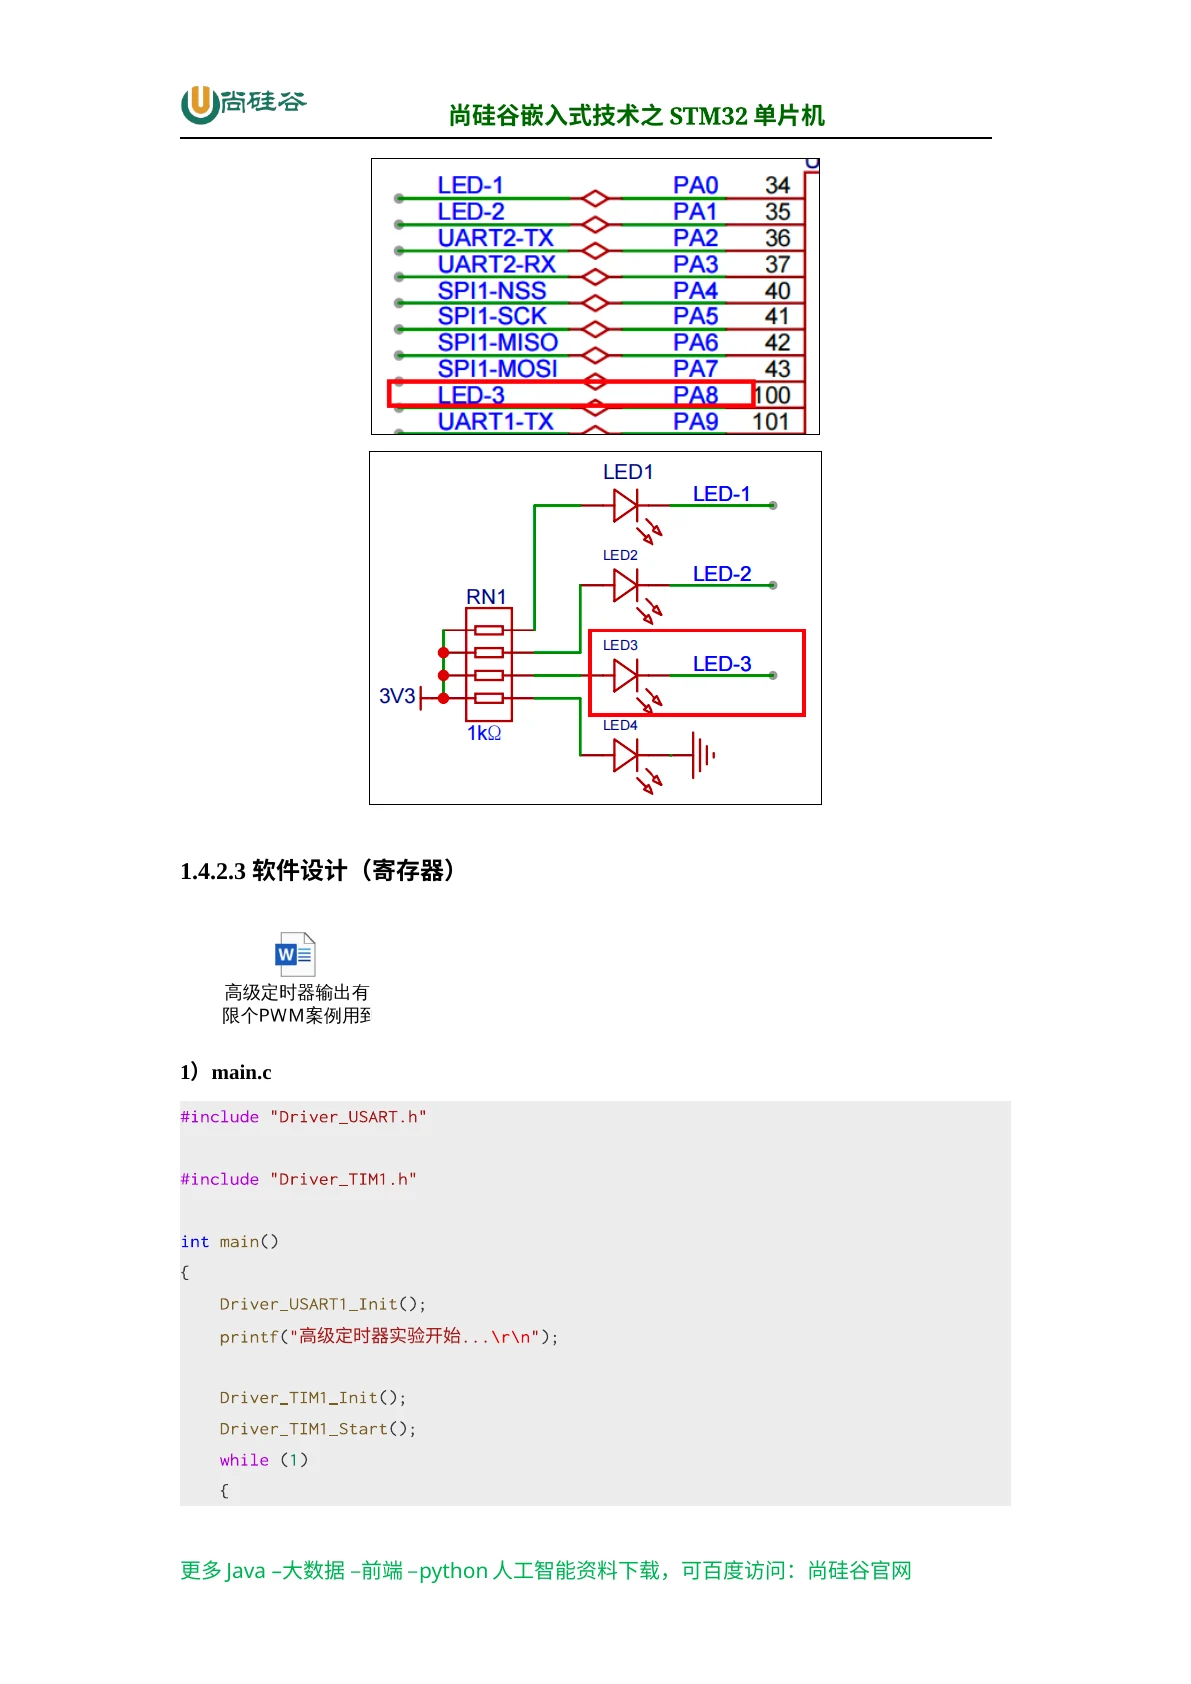 尚硅谷
尚硅谷嵌入式技术之 STM32 单片机
LED-1 PA0 34
LED-2 PA1 35
UART2-TX PA2 36
UART2-RX PA3 37
SPI1-NSS PA4 40
SPI1-SCK PA5 41
SPI1-MISO PA6 42
SPI1-MOSI PA7 43
LED-3 PA8 100
UART1-TX PA9 101
LED1
LED-1
LED2
LED-2
RN1
LED3
LED-3
3V3
LED4
1kΩ
1.4.2.3 软件设计（寄存器）
W
高级定时器输出有
限个PWM案例用到
1）main.c
#include "Driver_USART.h"
#include "Driver_TIM1.h"
int main()
{
Driver_USART1_Init();
printf("高级定时器实验开始...\r\n");
Driver_TIM1_Init();
Driver_TIM1_Start();
while (1)
{
更多 Java –大数据 –前端 –python 人工智能资料下载，可百度访问：尚硅谷官网